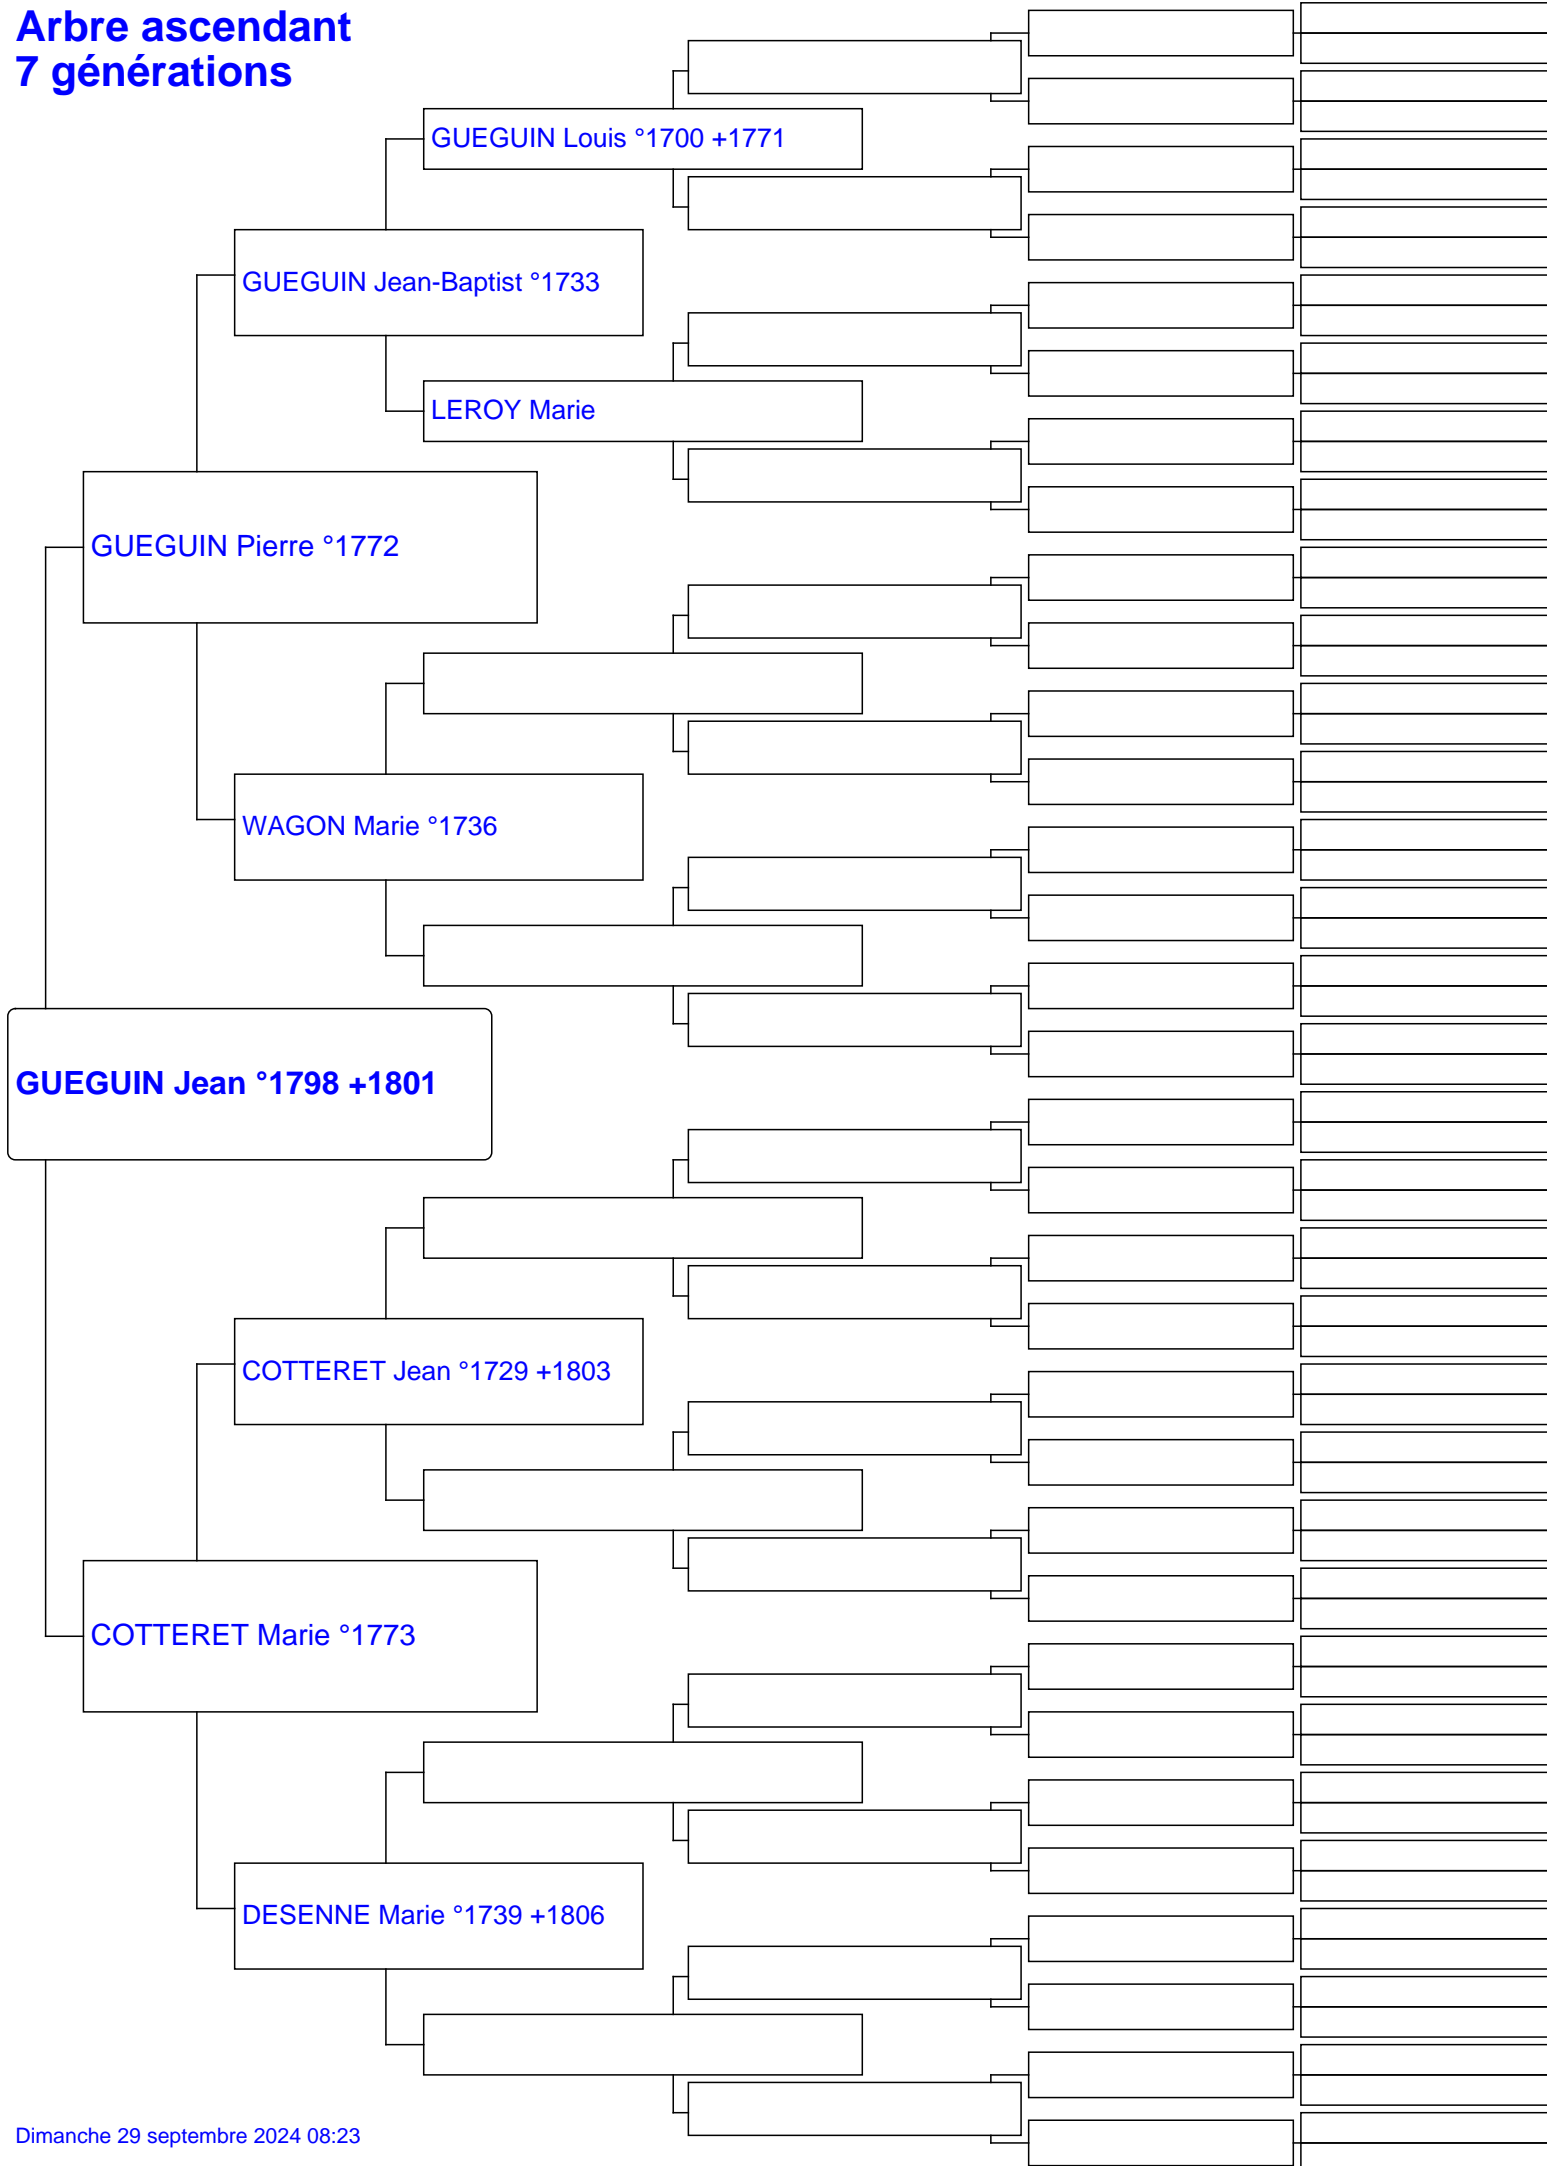 Arbre ascendant
7 générations
GUEGUIN Louis °1700 +1771
GUEGUIN Jean-Baptist °1733
LEROY Marie
GUEGUIN Pierre °1772
WAGON Marie °1736
GUEGUIN Jean °1798 +1801
COTTERET Jean °1729 +1803
COTTERET Marie °1773
DESENNE Marie °1739 +1806
Dimanche 29 septembre 2024 08:23